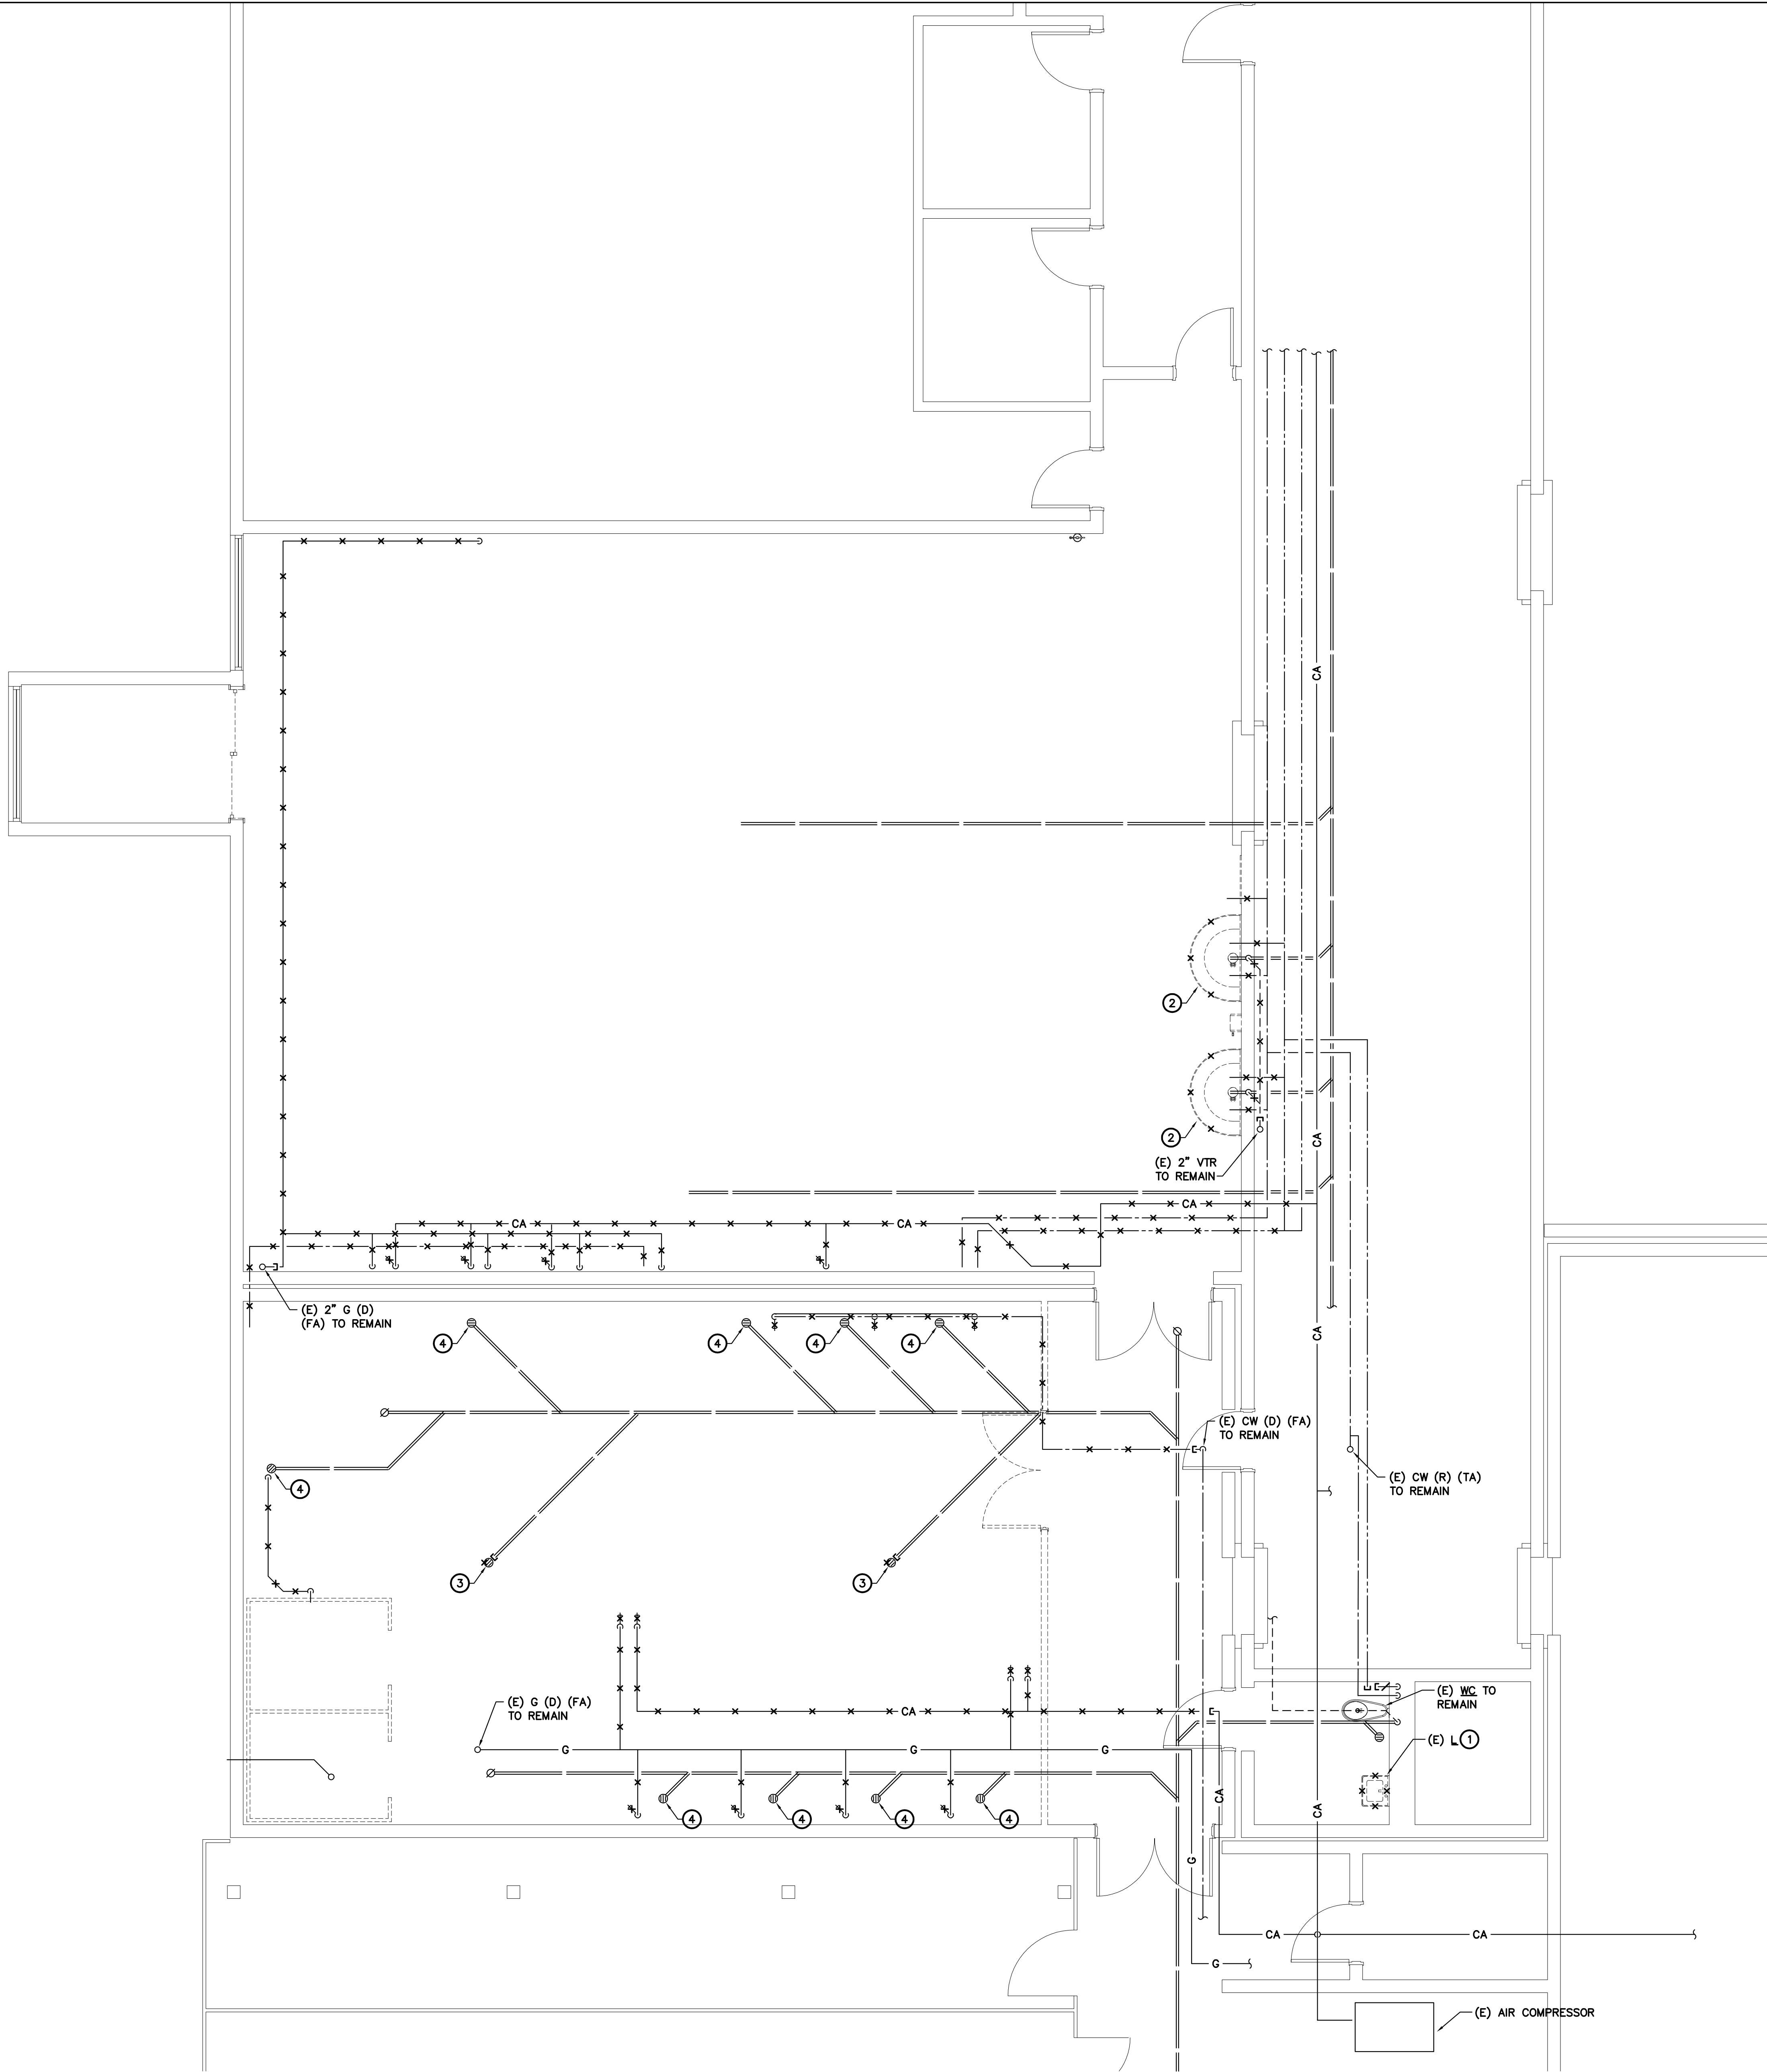 CA
2
CA
2
(E) 2" VTR
TO REMAIN
CA
CA
CA
(E) 2" G (D)
(FA) TO REMAIN
CA
4
4
4
4
(E) CW (D) (FA)
TO REMAIN
4
(E) CW (R) (TA)
TO REMAIN
3
3
(E) G (D) (FA)
TO REMAIN
CA
(E) WC TO
REMAIN
G
G
G
(E) L 1
CA
CA
4
4
4
4
G
CA
CA
G
(E) AIR COMPRESSOR